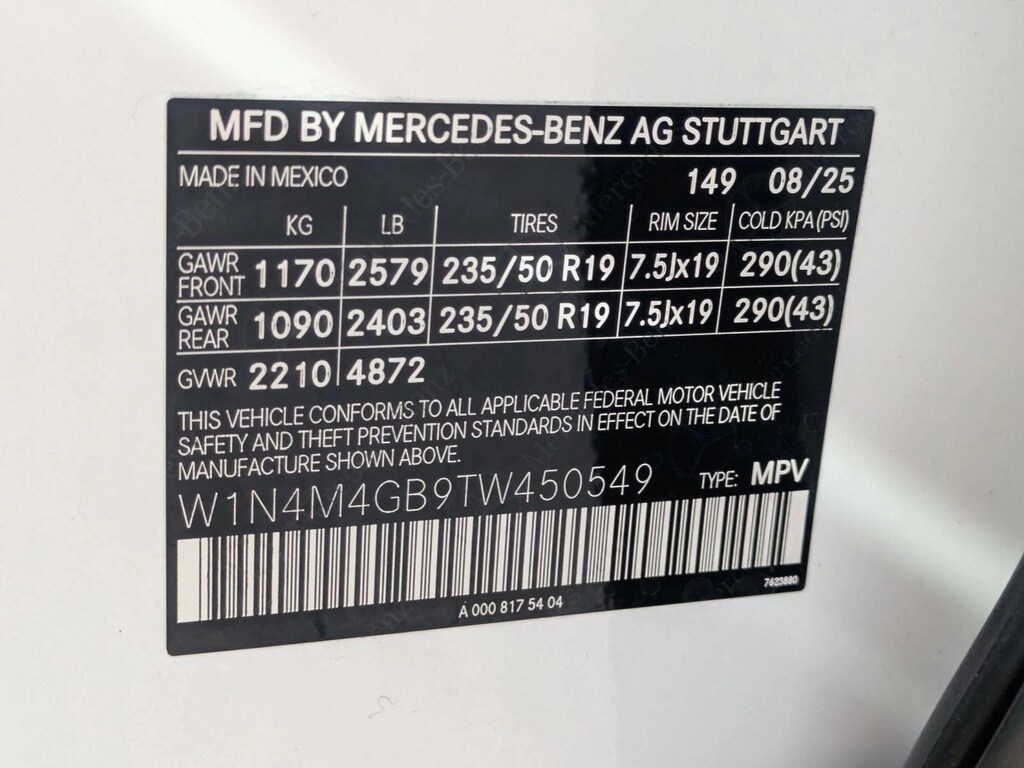 MFD BY MERCEDES-BENZ AG STUTTGART
MADE IN MEXICO 149 08/25
KG LB TIRES RIM SIZE COLD KPA (PSI)
GAWR FRONT 1170 2579 235/50 R19 7.5Jx19 290(43)
GAWR REAR 1090 2403 235/50 R19 7.5Jx19 290(43)
GVWR 2210 4872
THIS VEHICLE CONFORMS TO ALL APPLICABLE FEDERAL MOTOR VEHICLE
SAFETY AND THEFT PREVENTION STANDARDS IN EFFECT ON THE DATE OF
MANUFACTURE SHOWN ABOVE.
W1N4M4GB9TW450549 TYPE: MPV
7623880
A 000 817 54 04